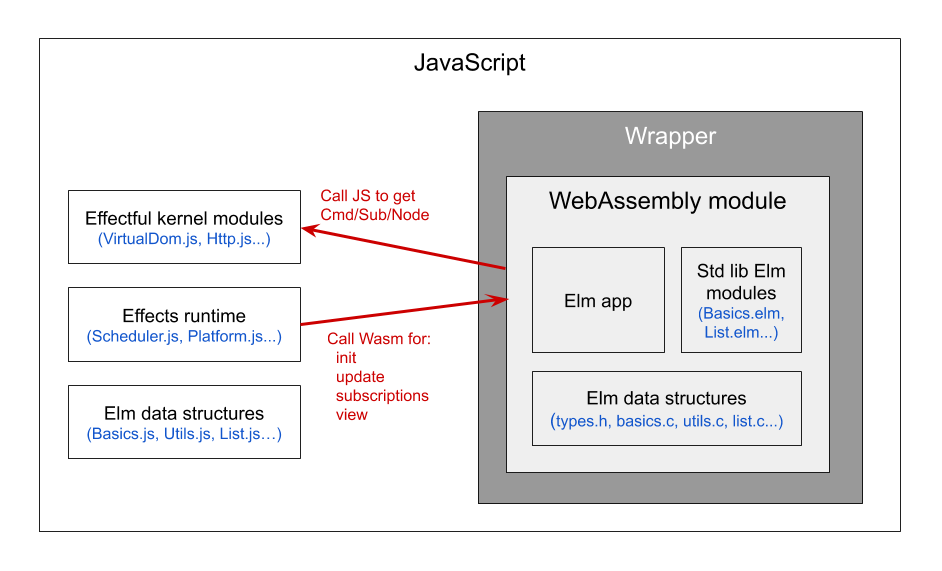 JavaScript
Effectful kernel modules
(VirtualDom.js, Http.js...)
Effects runtime
(Scheduler.js, Platform.js...)
Elm data structures
(Basics.js, Utils.js, List.js…)
Call JS to get
Cmd/Sub/Node
Call Wasm for:
init
update
subscriptions
view
Wrapper
WebAssembly module
Elm app
Std lib Elm
modules
(Basics.elm,
List.elm...)
Elm data structures
(types.h, basics.c, utils.c, list.c...)